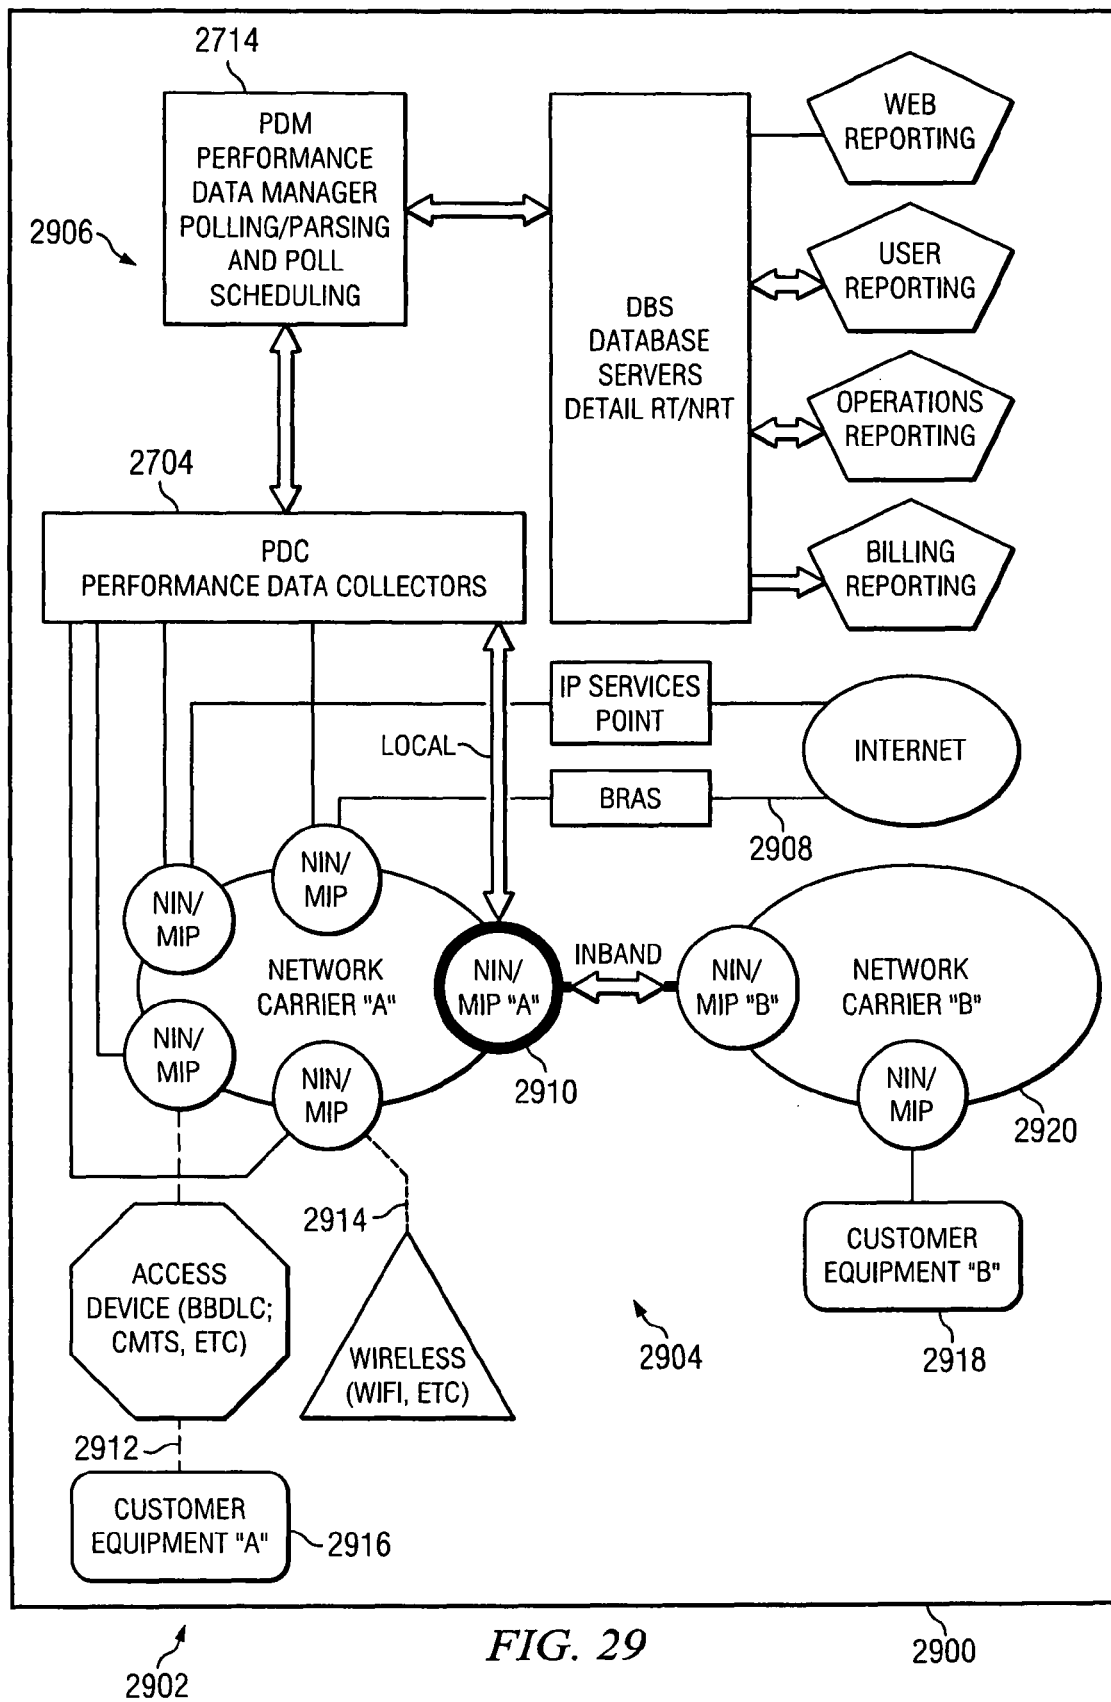 2714
PDM
PERFORMANCE
DATA MANAGER
POLLING/PARSING
AND POLL
SCHEDULING
2906
DBS
DATABASE
SERVERS
DETAIL RT/NRT
WEB
REPORTING
USER
REPORTING
OPERATIONS
REPORTING
BILLING
REPORTING
2704
PDC
PERFORMANCE DATA COLLECTORS
IP SERVICES
POINT
LOCAL
INTERNET
BRAS
2908
NIN/
MIP
NIN/
MIP
NETWORK
CARRIER "A"
NIN/
MIP "A"
INBAND
NIN/
MIP "B"
NETWORK
CARRIER "B"
NIN/
MIP
NIN/
MIP
2910
NIN/
MIP
2920
2914
ACCESS
DEVICE (BBDLC;
CMTS, ETC)
WIRELESS
(WIFI, ETC)
2904
CUSTOMER
EQUIPMENT "B"
2918
2912
CUSTOMER
EQUIPMENT "A"
2916
FIG. 29
2900
2902